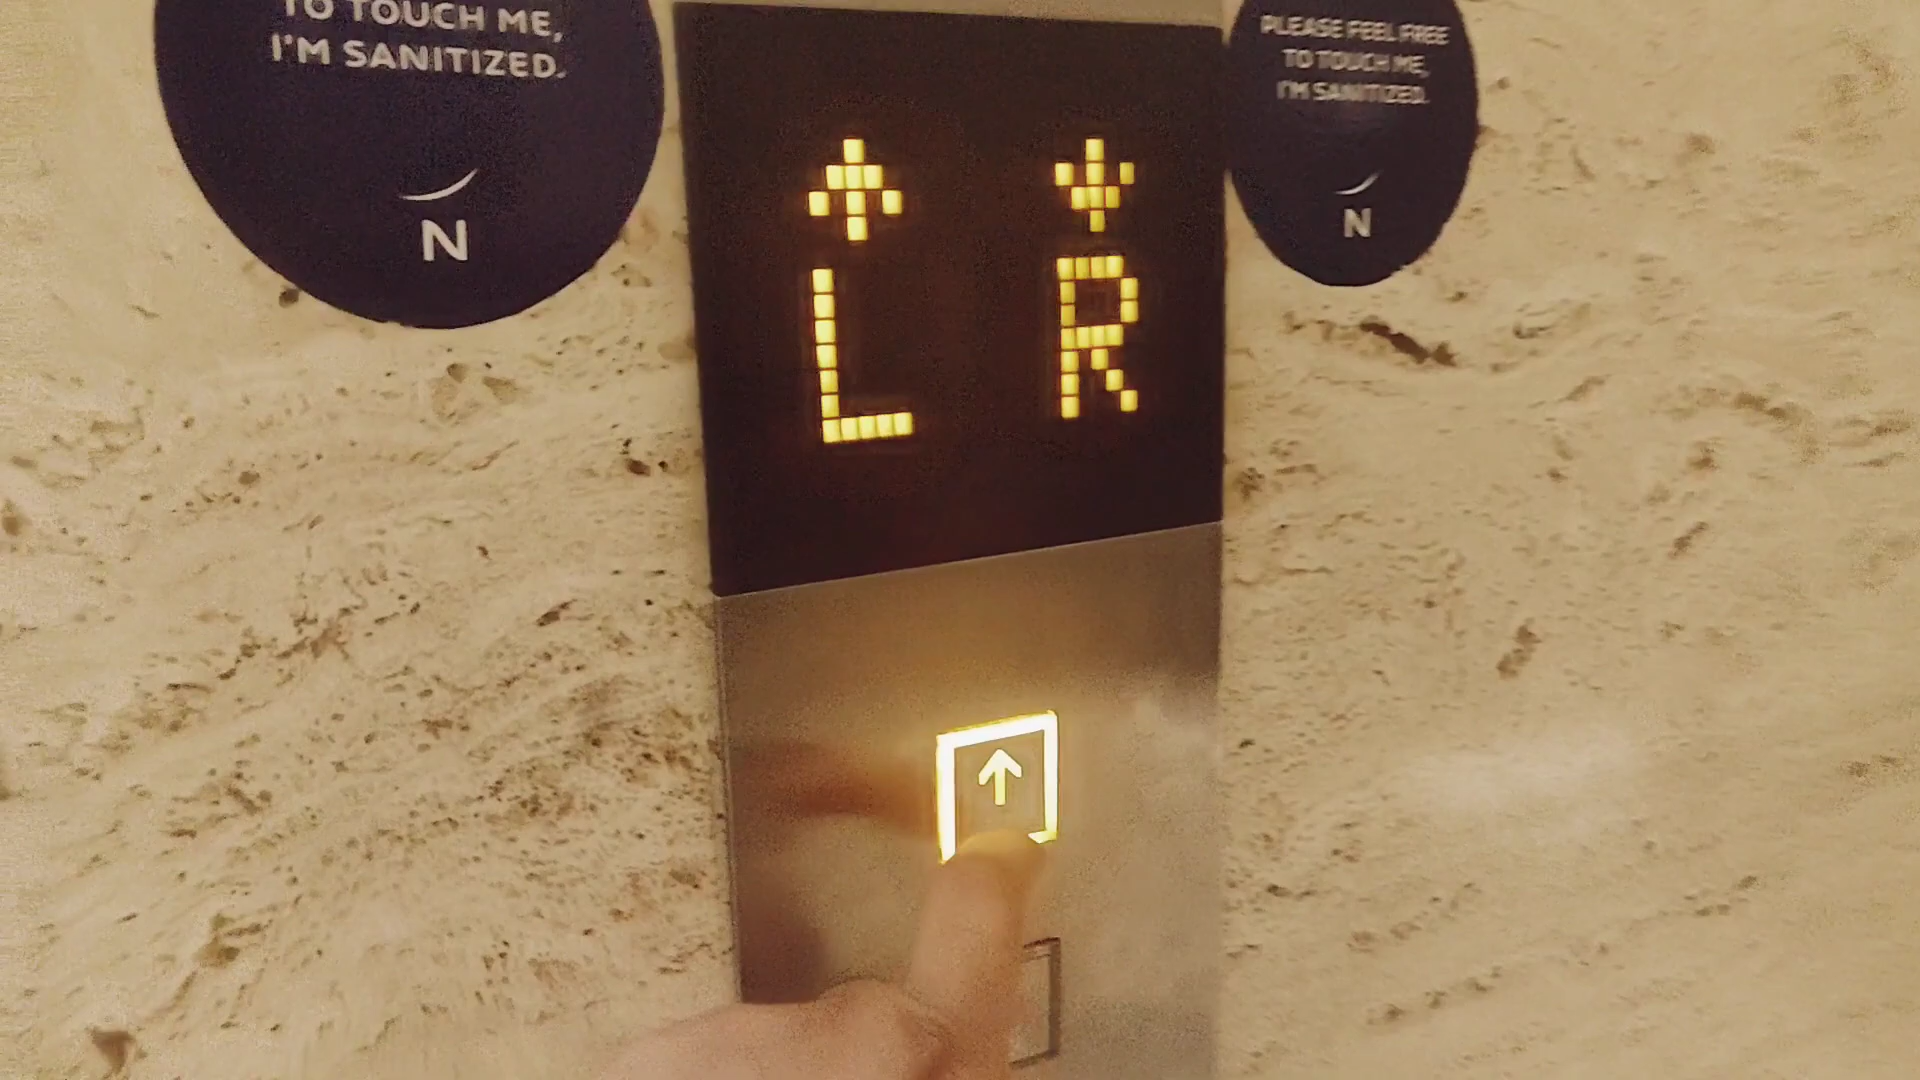 TO TOUCH ME,
I'M SANITIZED.
N
L R
PLEASE FEEL FREE
TO TOUCH ME,
I'M SANITIZED.
N